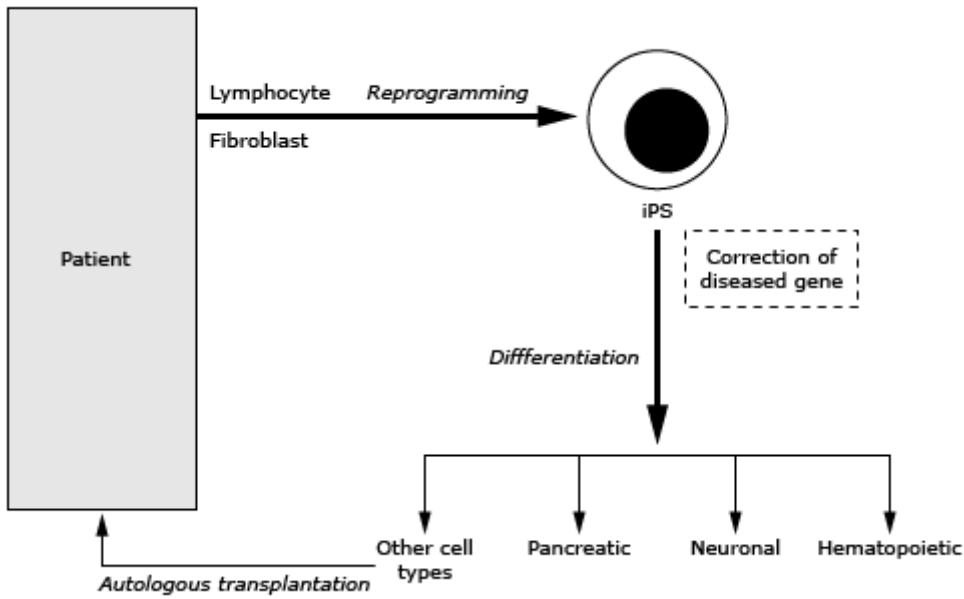 Lymphocyte
Reprogramming
Fibroblast
iPS
Patient
Correction of
diseased gene
Diffferentiation
Other cell
types
Pancreatic
Neuronal
Hematopoietic
Autologous transplantation